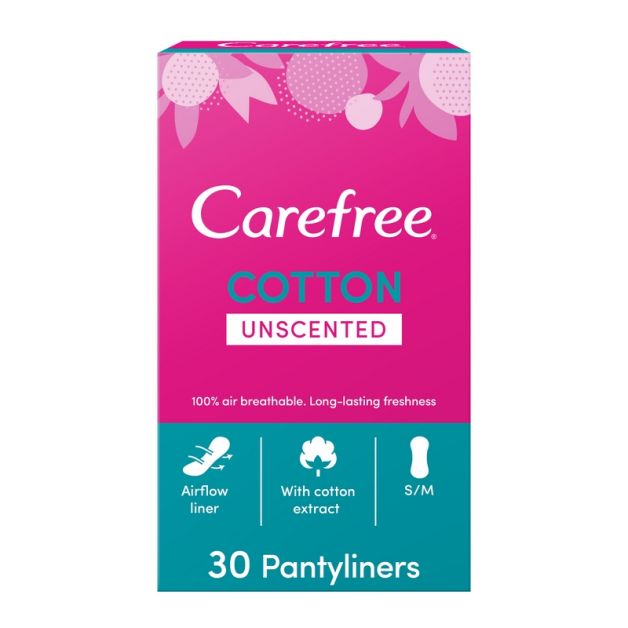 Carefree
Carefree®
COTTON
UNSCENTED
100% air breathable. Long-lasting freshness
Airflow
liner
With cotton
extract
S/M
30 Pantyliners